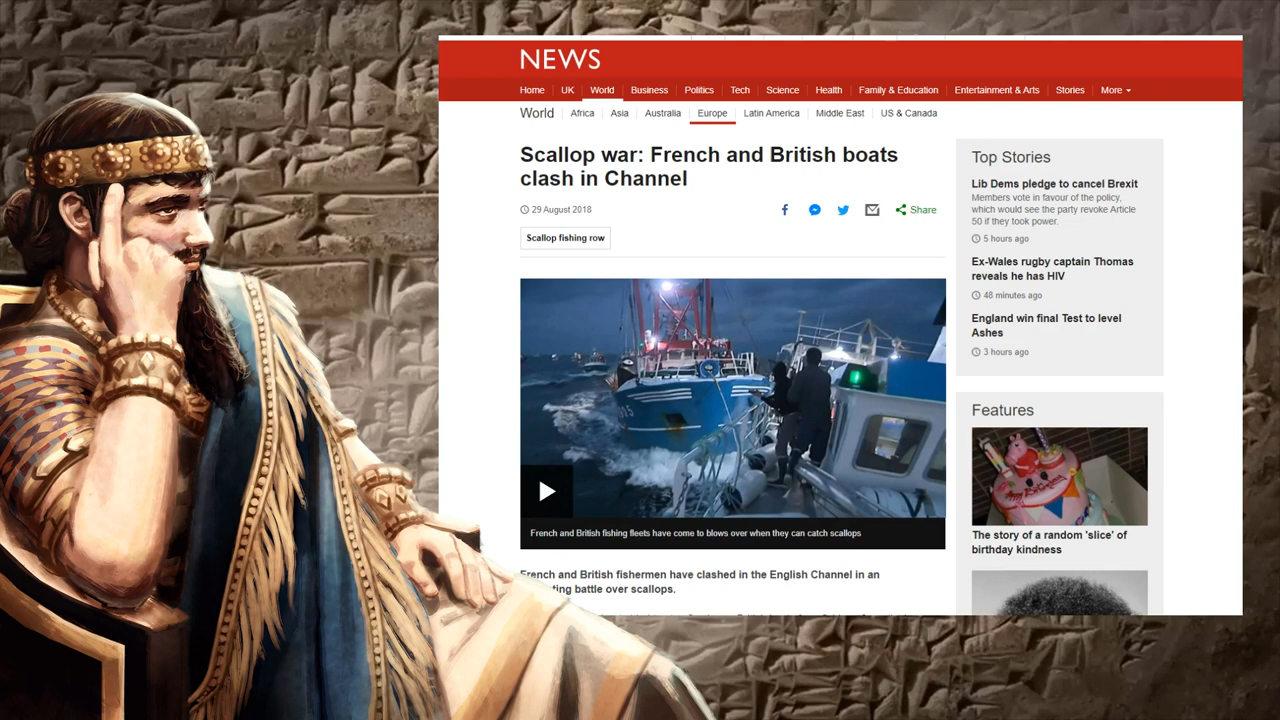 NEWS
Home UK World Business Politics Tech Science Health Family & Education Entertainment & Arts Stories More
World Africa Asia Australia Europe Latin America Middle East US & Canada
Scallop war: French and British boats
clash in Channel
29 August 2018
Share
Scallop fishing row
French and British fishing fleets have come to blows over when they can catch scallops
French and British fishermen have clashed in the English Channel in an
battle over scallops.
Top Stories
Lib Dems pledge to cancel Brexit
Members vote in favour of the policy,
which would see the party revoke Article
50 if they took power.
5 hours ago
Ex-Wales rugby captain Thomas
reveals he has HIV
48 minutes ago
England win final Test to level
Ashes
3 hours ago
Features
The story of a random 'slice' of
birthday kindness